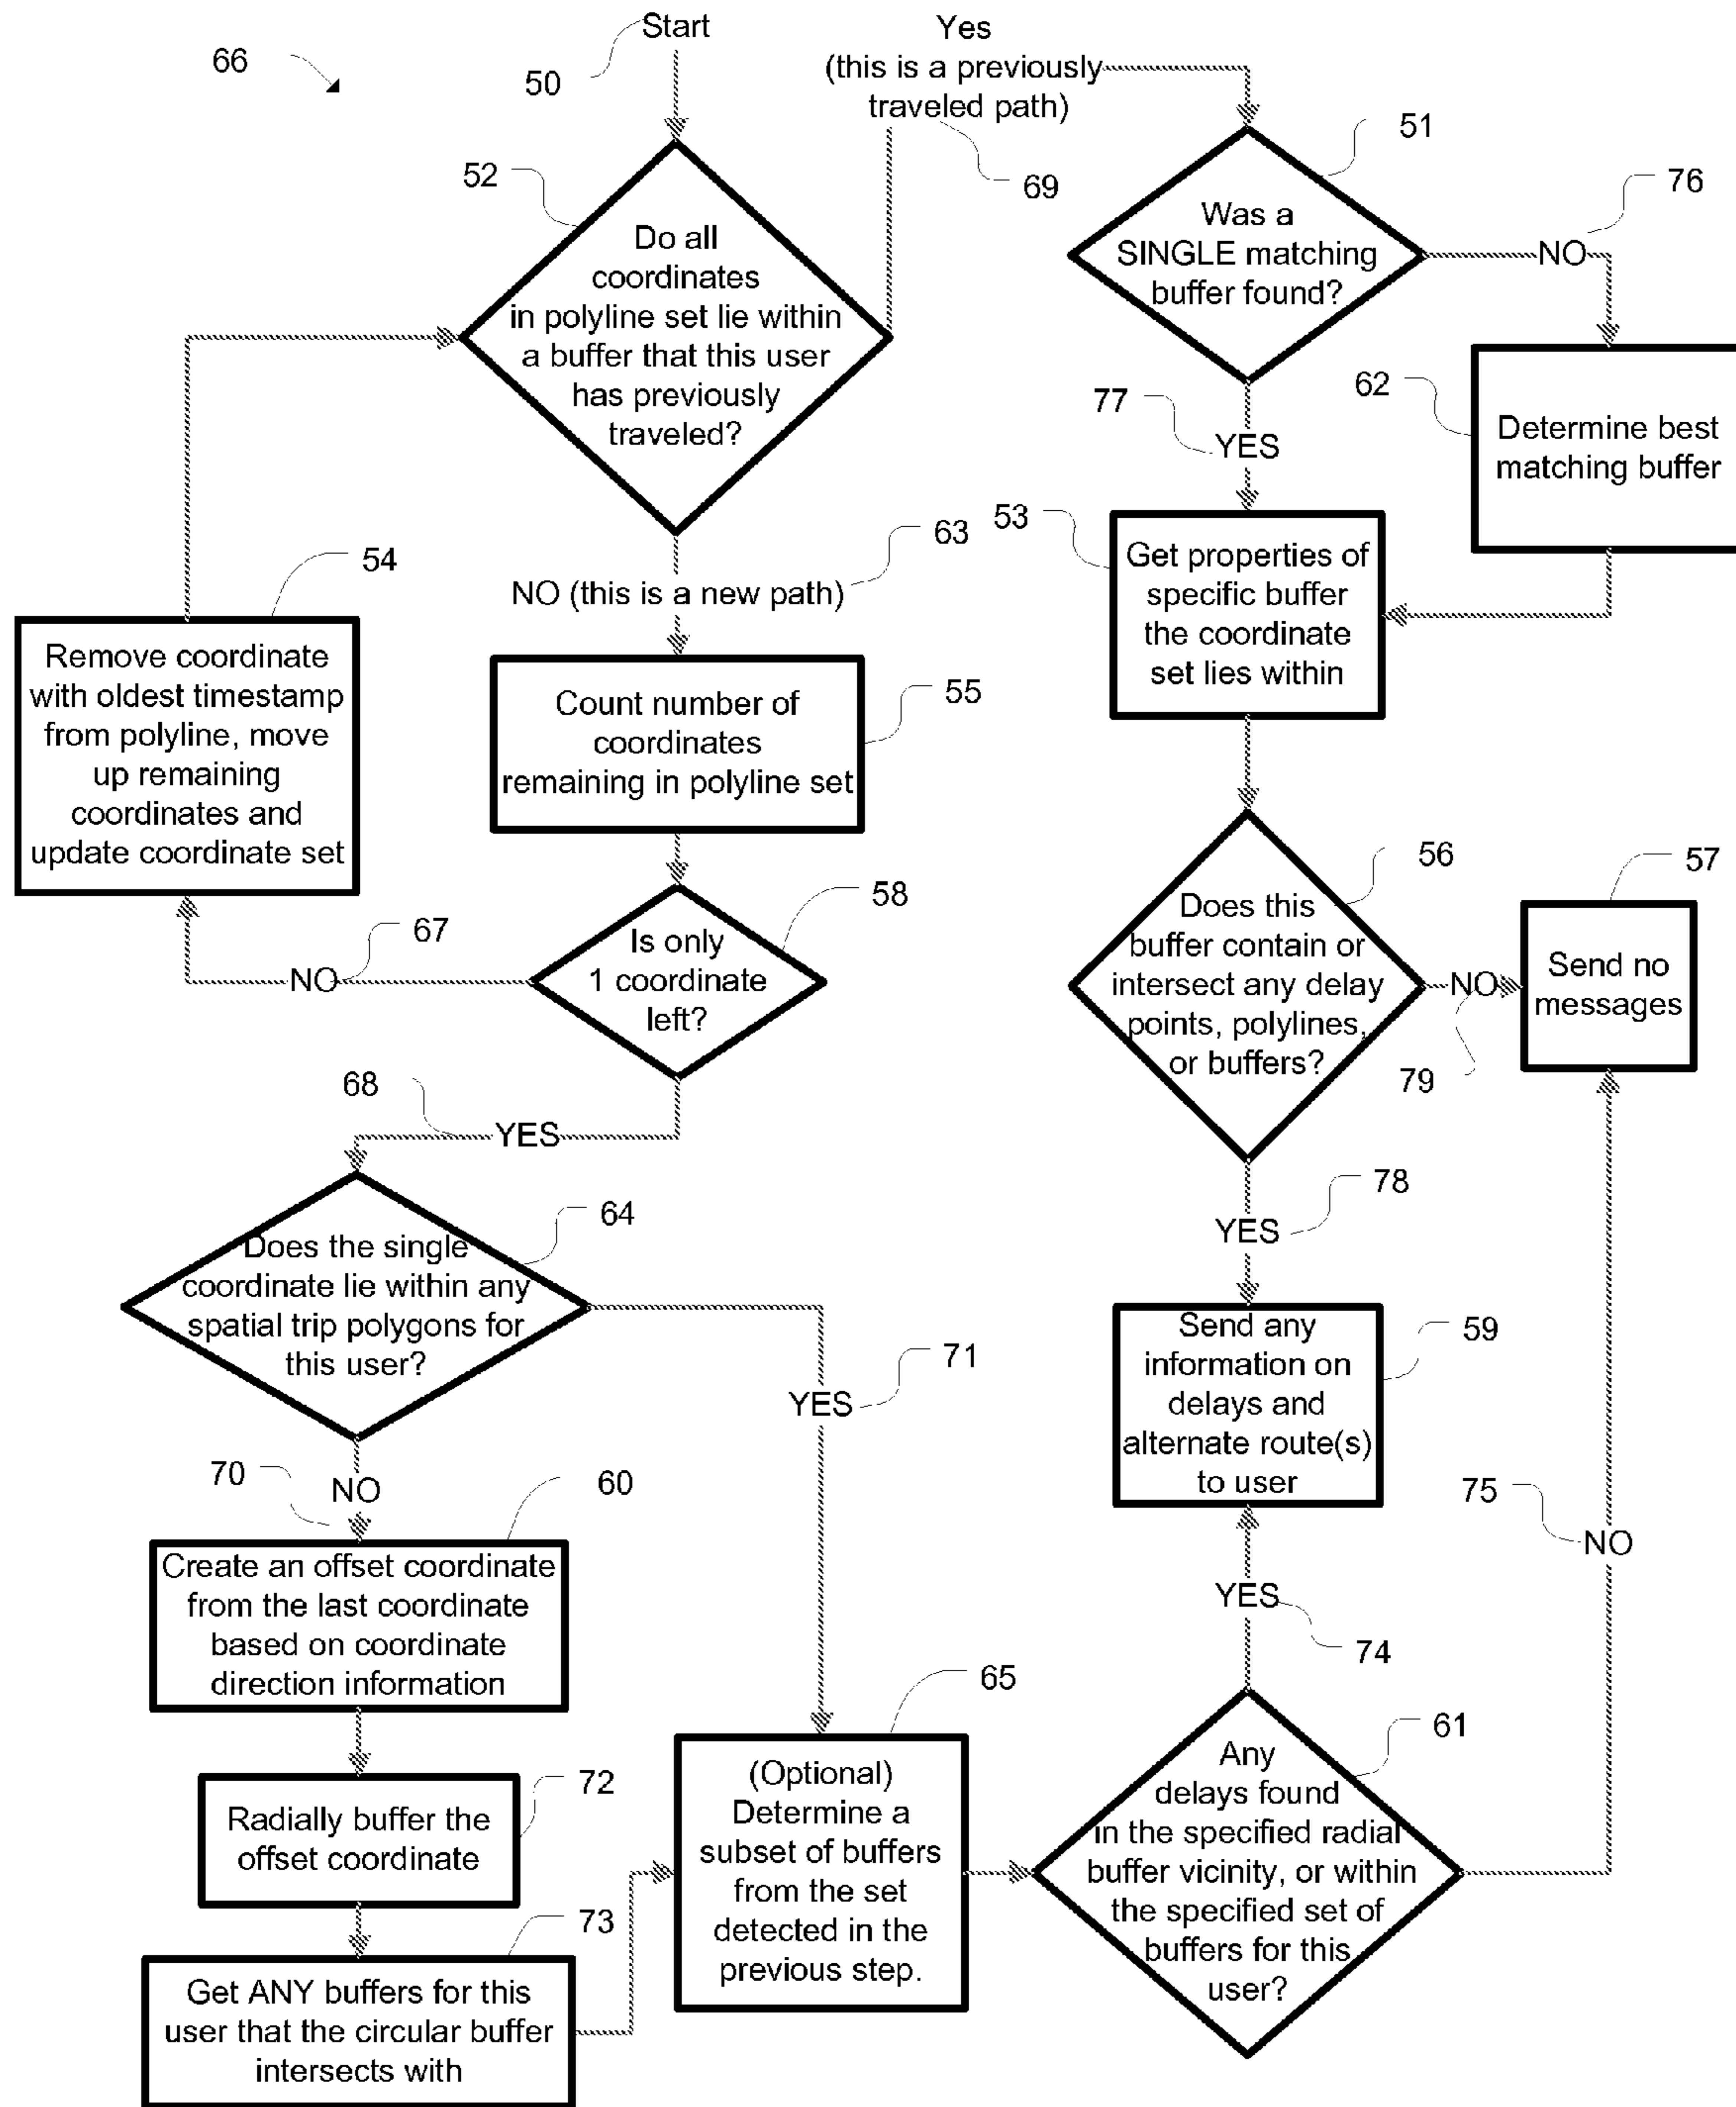 66
Start
50
Yes
(this is a previously
traveled path)
69
52
Do all
coordinates
in polyline set lie within
a buffer that this user
has previously
traveled?
51
Was a
SINGLE matching
buffer found?
76
NO
77
YES
62
Determine best
matching buffer
63
NO (this is a new path)
53
Get properties of
specific buffer
the coordinate
set lies within
54
Remove coordinate
with oldest timestamp
from polyline, move
up remaining
coordinates and
update coordinate set
55
Count number of
coordinates
remaining in polyline set
58
Is only
1 coordinate
left?
67
NO
56
Does this
buffer contain or
intersect any delay
points, polylines,
or buffers?
NO
79
57
Send no
messages
68
YES
78
YES
64
Does the single
coordinate lie within any
spatial trip polygons for
this user?
71
YES
59
Send any
information on
delays and
alternate route(s)
to user
70
NO
60
Create an offset coordinate
from the last coordinate
based on coordinate
direction information
75
NO
YES
74
72
Radially buffer the
offset coordinate
65
(Optional)
Determine a
subset of buffers
from the set
detected in the
previous step.
61
Any
delays found
in the specified radial
buffer vicinity, or within
the specified set of
buffers for this
user?
73
Get ANY buffers for this
user that the circular buffer
intersects with